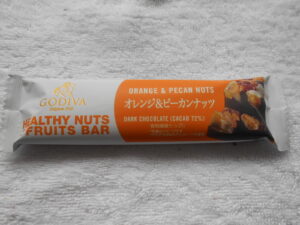 GODIVA
HEALTHY NUTS
FRUITS BAR
ORANGE & PECAN NUTS
オレンジ&ピーカンナッツ
DARK CHOCOLATE (CACAO 72%)